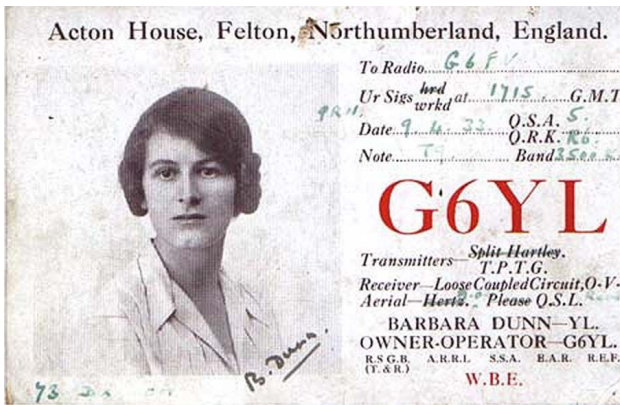 Acton House, Felton, Northumberland, England.
To Radio G6FV
Ur Sigs hrd wrkd at 1715 G.M.T
Date 9.4.33. Q.S.A. 5.
Q.R.K. R6
Note T9 Band 3500 K
G6YL
Transmitters—Split Hartley.
T.P.T.G.
Receiver—Loose Coupled Circuit, O-V-
Aerial—Hertz. Please Q.S.L.
BARBARA DUNN—YL.
OWNER-OPERATOR—G6YL.
R.S.G.B. A.R.R.L S.S.A. E.A.R. R.E.F.
(T. & R.)
W.B.E.
B. Dunn.
73